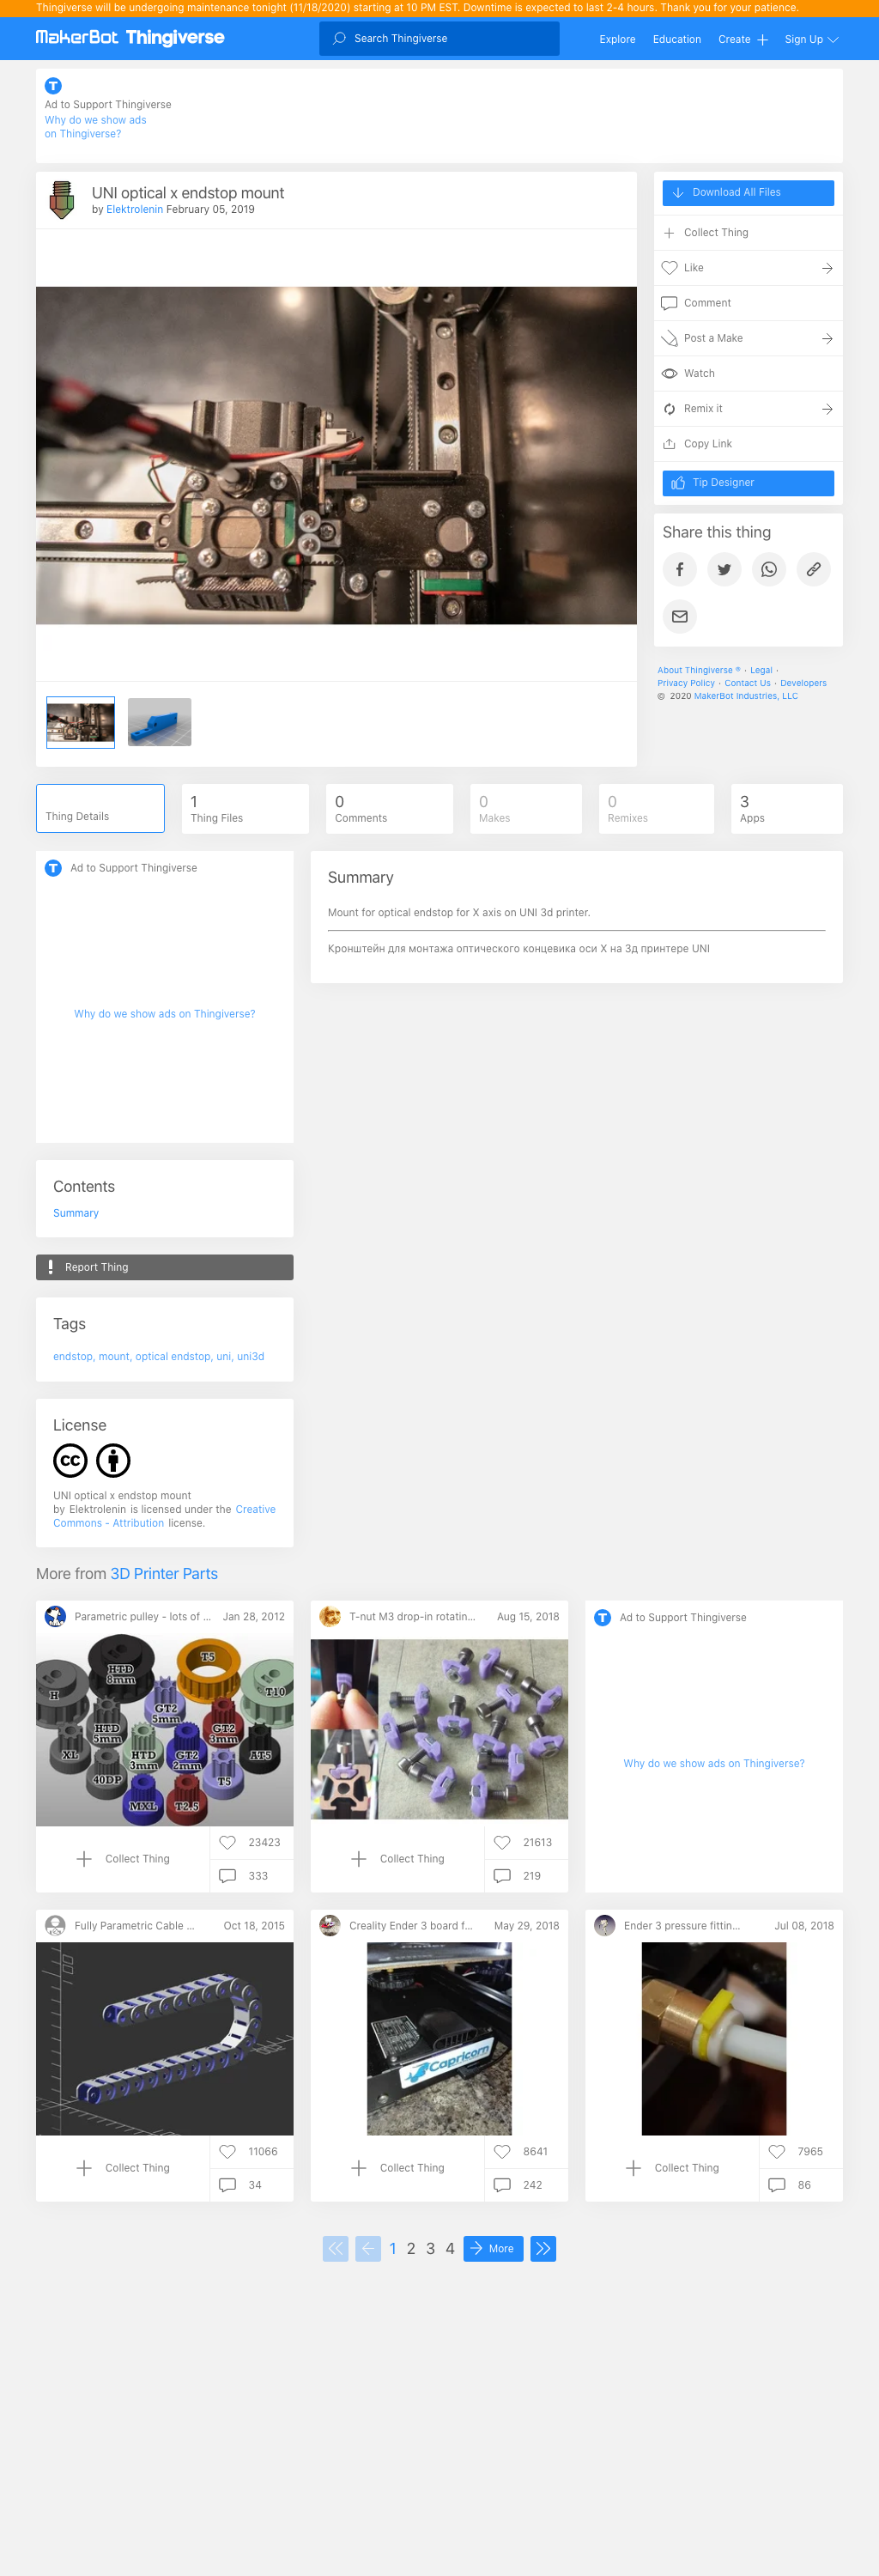 Thingiverse will be undergoing maintenance tonight (11/18/2020) starting at 10 PM EST. Downtime is expected to last 2-4 hours. Thank you for your patience.
MakerBot Thingiverse
Search Thingiverse
Explore
Education
Create
Sign Up
Ad to Support Thingiverse
Why do we show ads
on Thingiverse?
UNI optical x endstop mount
by Elektrolenin February 05, 2019
Download All Files
Collect Thing
Like
Comment
Post a Make
Watch
Remix it
Copy Link
Tip Designer
Share this thing
About Thingiverse ® · Legal ·
Privacy Policy · Contact Us · Developers
© 2020 MakerBot Industries, LLC
UNI
Thing Details
1
Thing Files
0
Comments
0
Makes
0
Remixes
3
Apps
Ad to Support Thingiverse
Why do we show ads on Thingiverse?
Summary
Mount for optical endstop for X axis on UNI 3d printer.
Кронштейн для монтажа оптического концевика оси Х на 3д принтере UNI
Contents
Summary
Report Thing
Tags
endstop, mount, optical endstop, uni, uni3d
License
cc
UNI optical x endstop mount
by Elektrolenin is licensed under the Creative
Commons - Attribution license.
More from 3D Printer Parts
Parametric pulley - lots of ...
Jan 28, 2012
HTD
8mm
T5
H
T10
GT2
5mm
HTD
5mm
GT2
3mm
XL
HTD
3mm
GT2
2mm
AT5
40DP
T5
MXL
T2.5
Collect Thing
23423
333
T-nut M3 drop-in rotatin...
Aug 15, 2018
Collect Thing
21613
219
Ad to Support Thingiverse
Why do we show ads on Thingiverse?
Fully Parametric Cable ...
Oct 18, 2015
Collect Thing
11066
34
Creality Ender 3 board f...
May 29, 2018
Capricorn
Collect Thing
8641
242
Ender 3 pressure fittin...
Jul 08, 2018
Collect Thing
7965
86
1
2
3
4
More